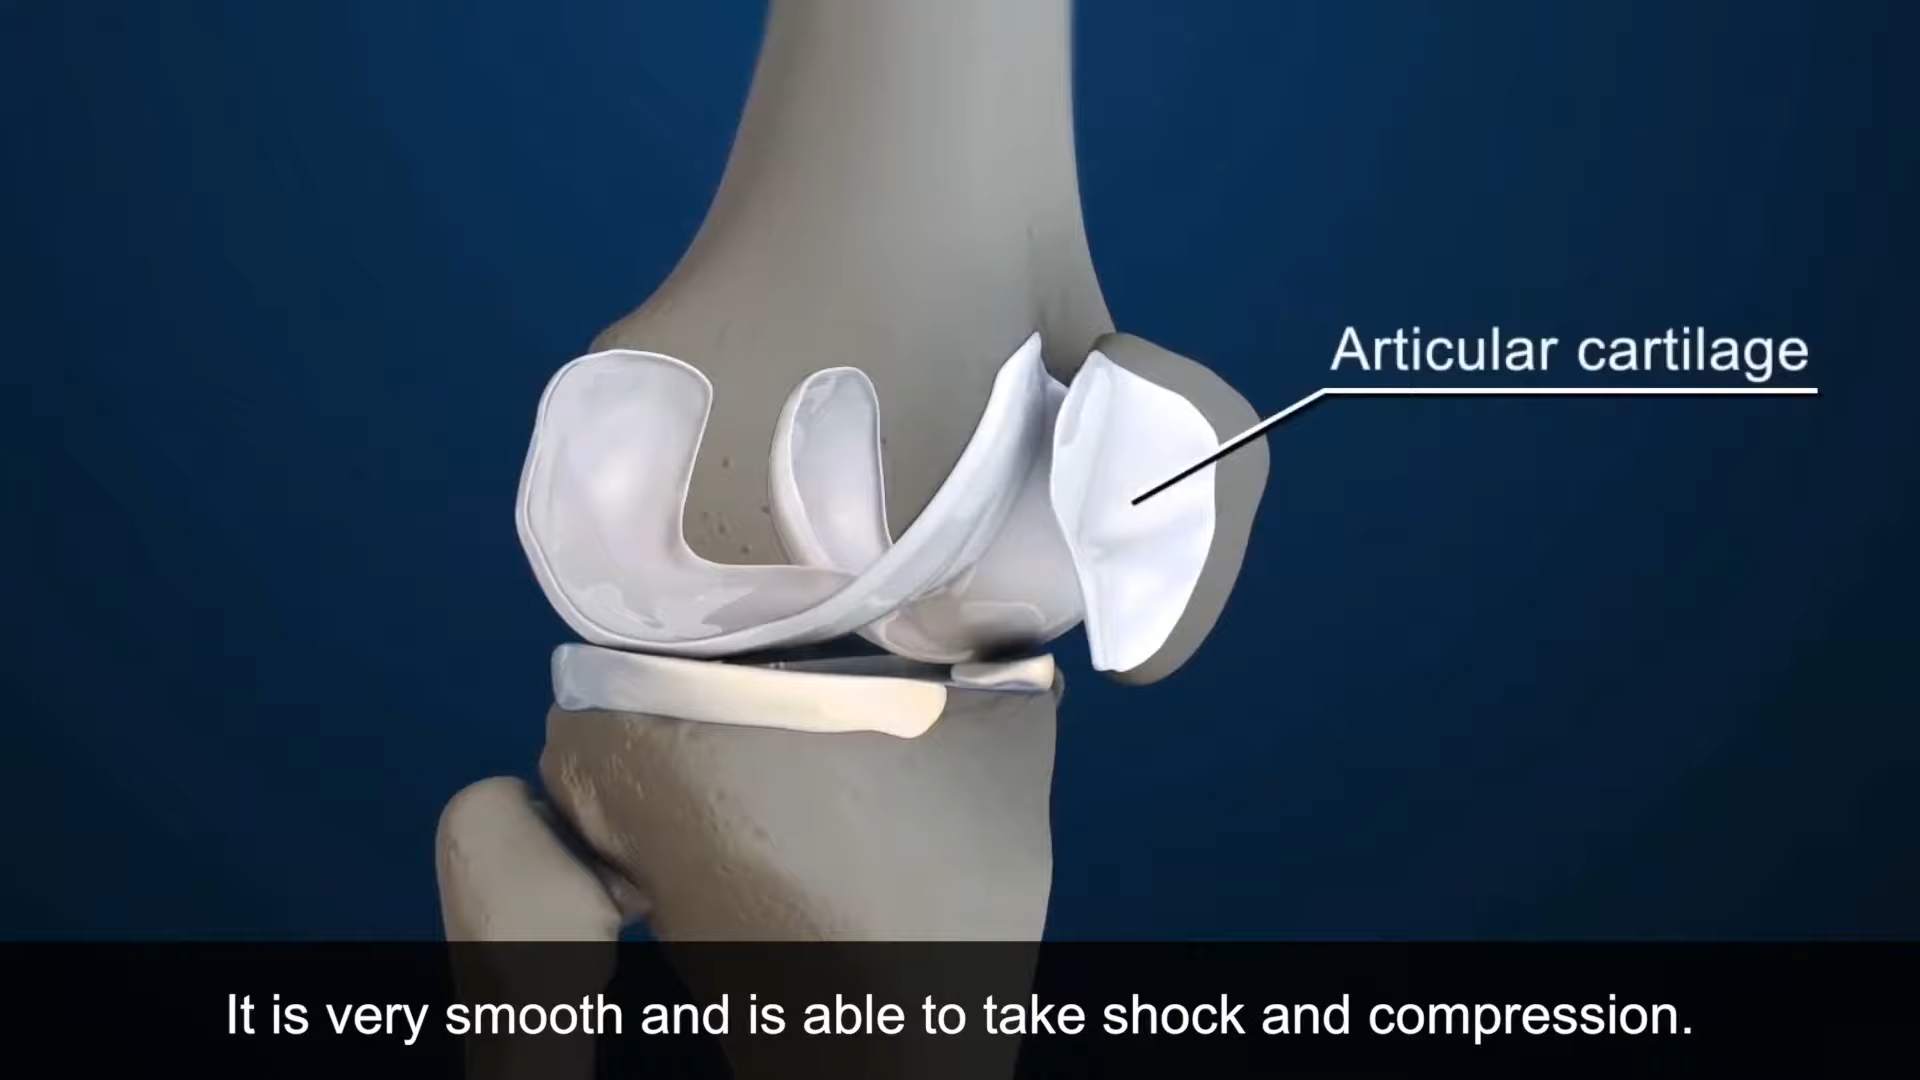 Articular cartilage
It is very smooth and is able to take shock and compression.